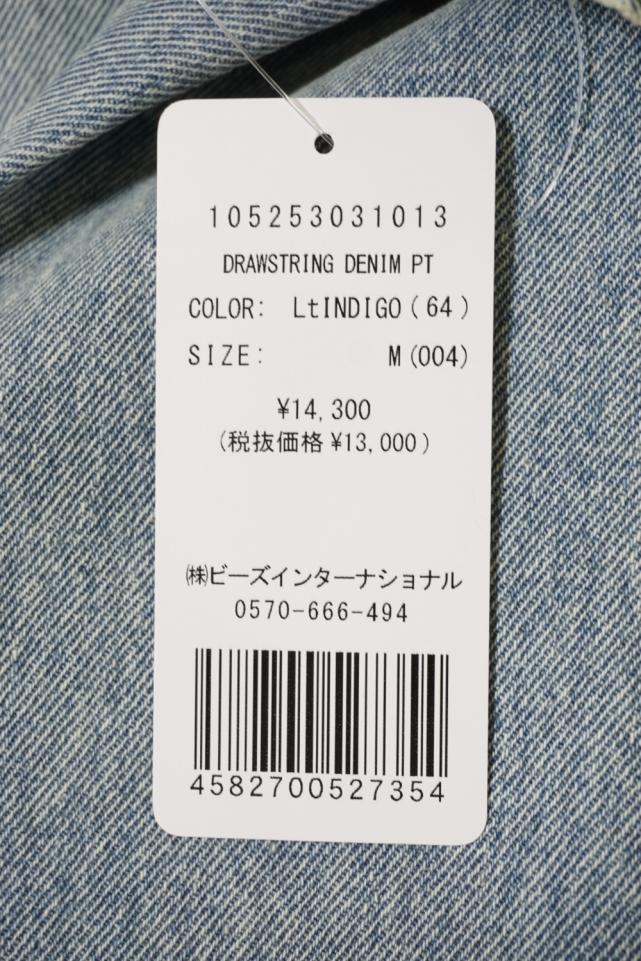 105253031013
DRAWSTRING DENIM PT
COLOR: LtINDIGO(64)
SIZE: M(004)
¥14,300
(税抜価格¥13,000)
㈱ビーズインターナショナル
0570-666-494
4582700527354